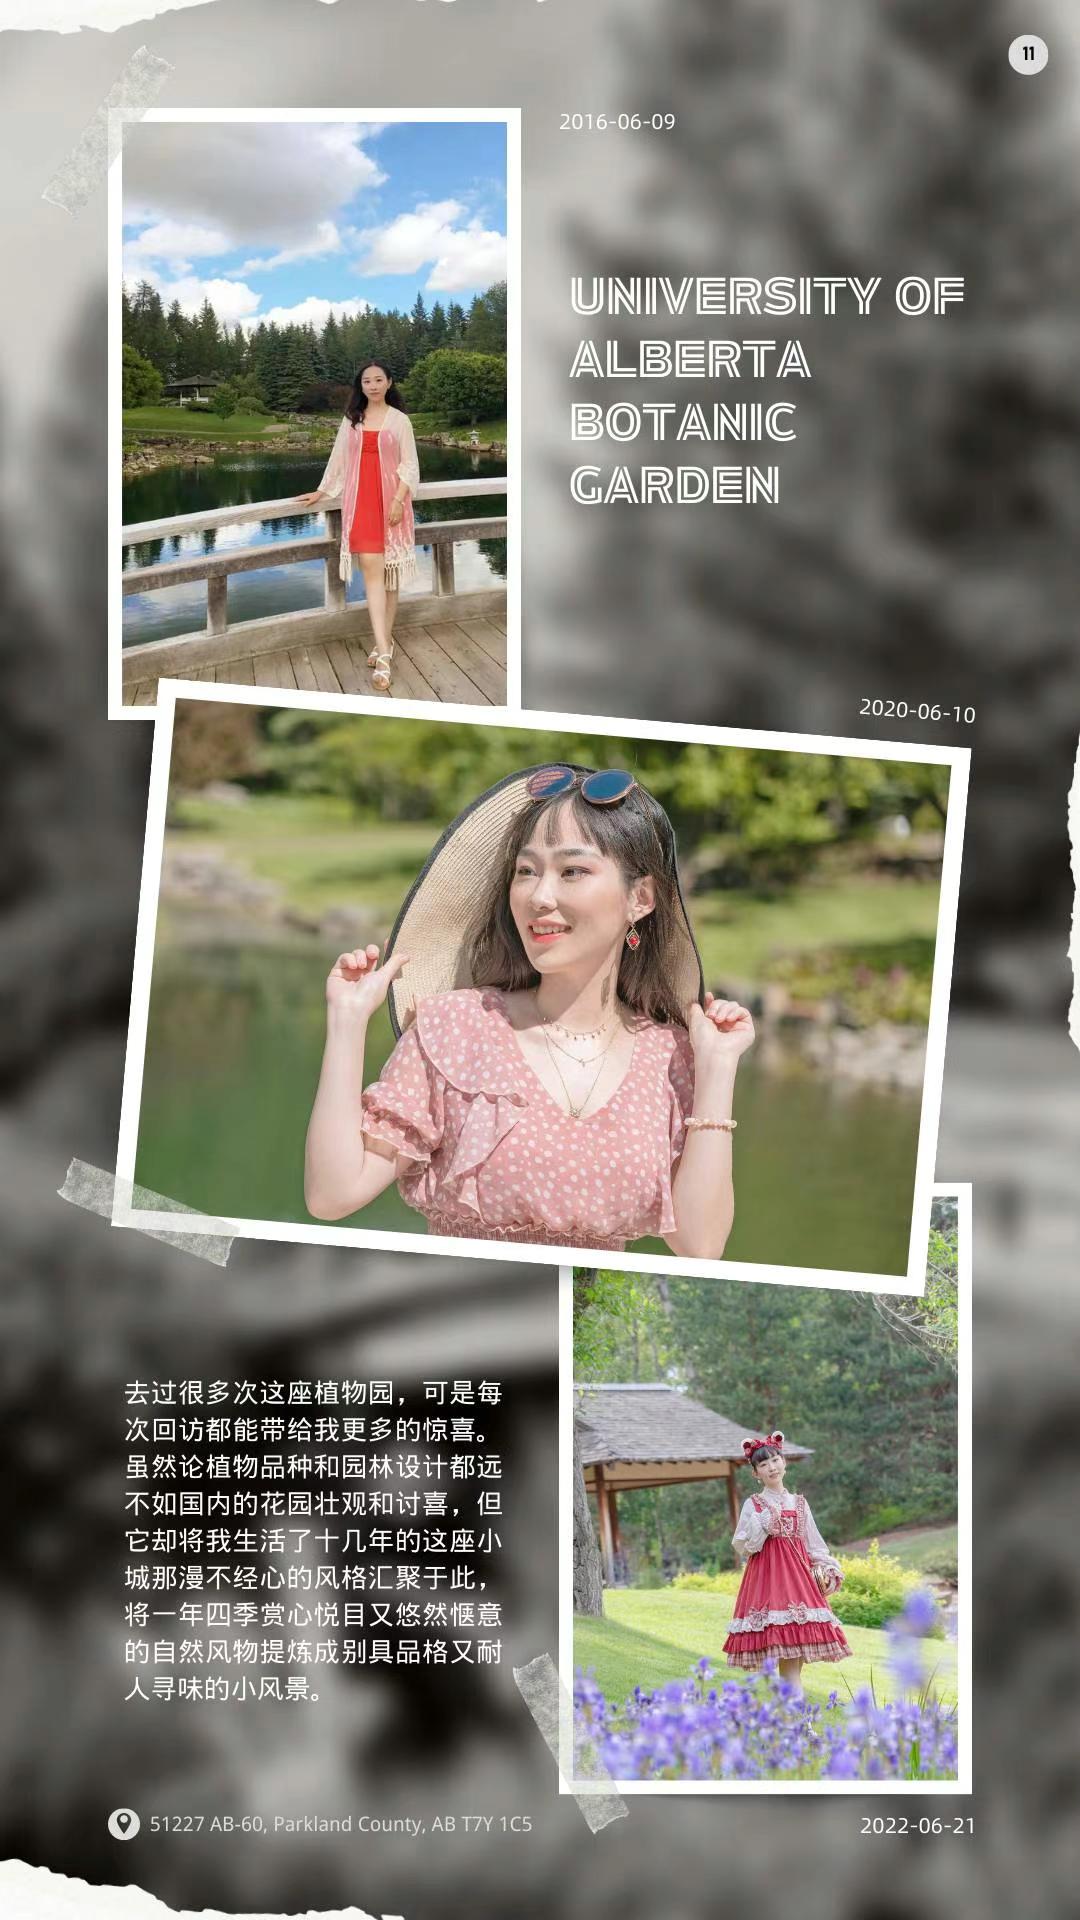 11
2016-06-09
UNIVERSITY OF
ALBERTA
BOTANIC
GARDEN
2020-06-10
去过很多次这座植物园，可是每
次回访都能带给我更多的惊喜。
虽然论植物品种和园林设计都远
不如国内的花园壮观和讨喜，但
它却将我生活了十几年的这座小
城那漫不经心的风格汇聚于此，
将一年四季赏心悦目又悠然惬意
的自然风物提炼成别具品格又耐
人寻味的小风景。
51227 AB-60, Parkland County, AB T7Y 1C5
2022-06-21